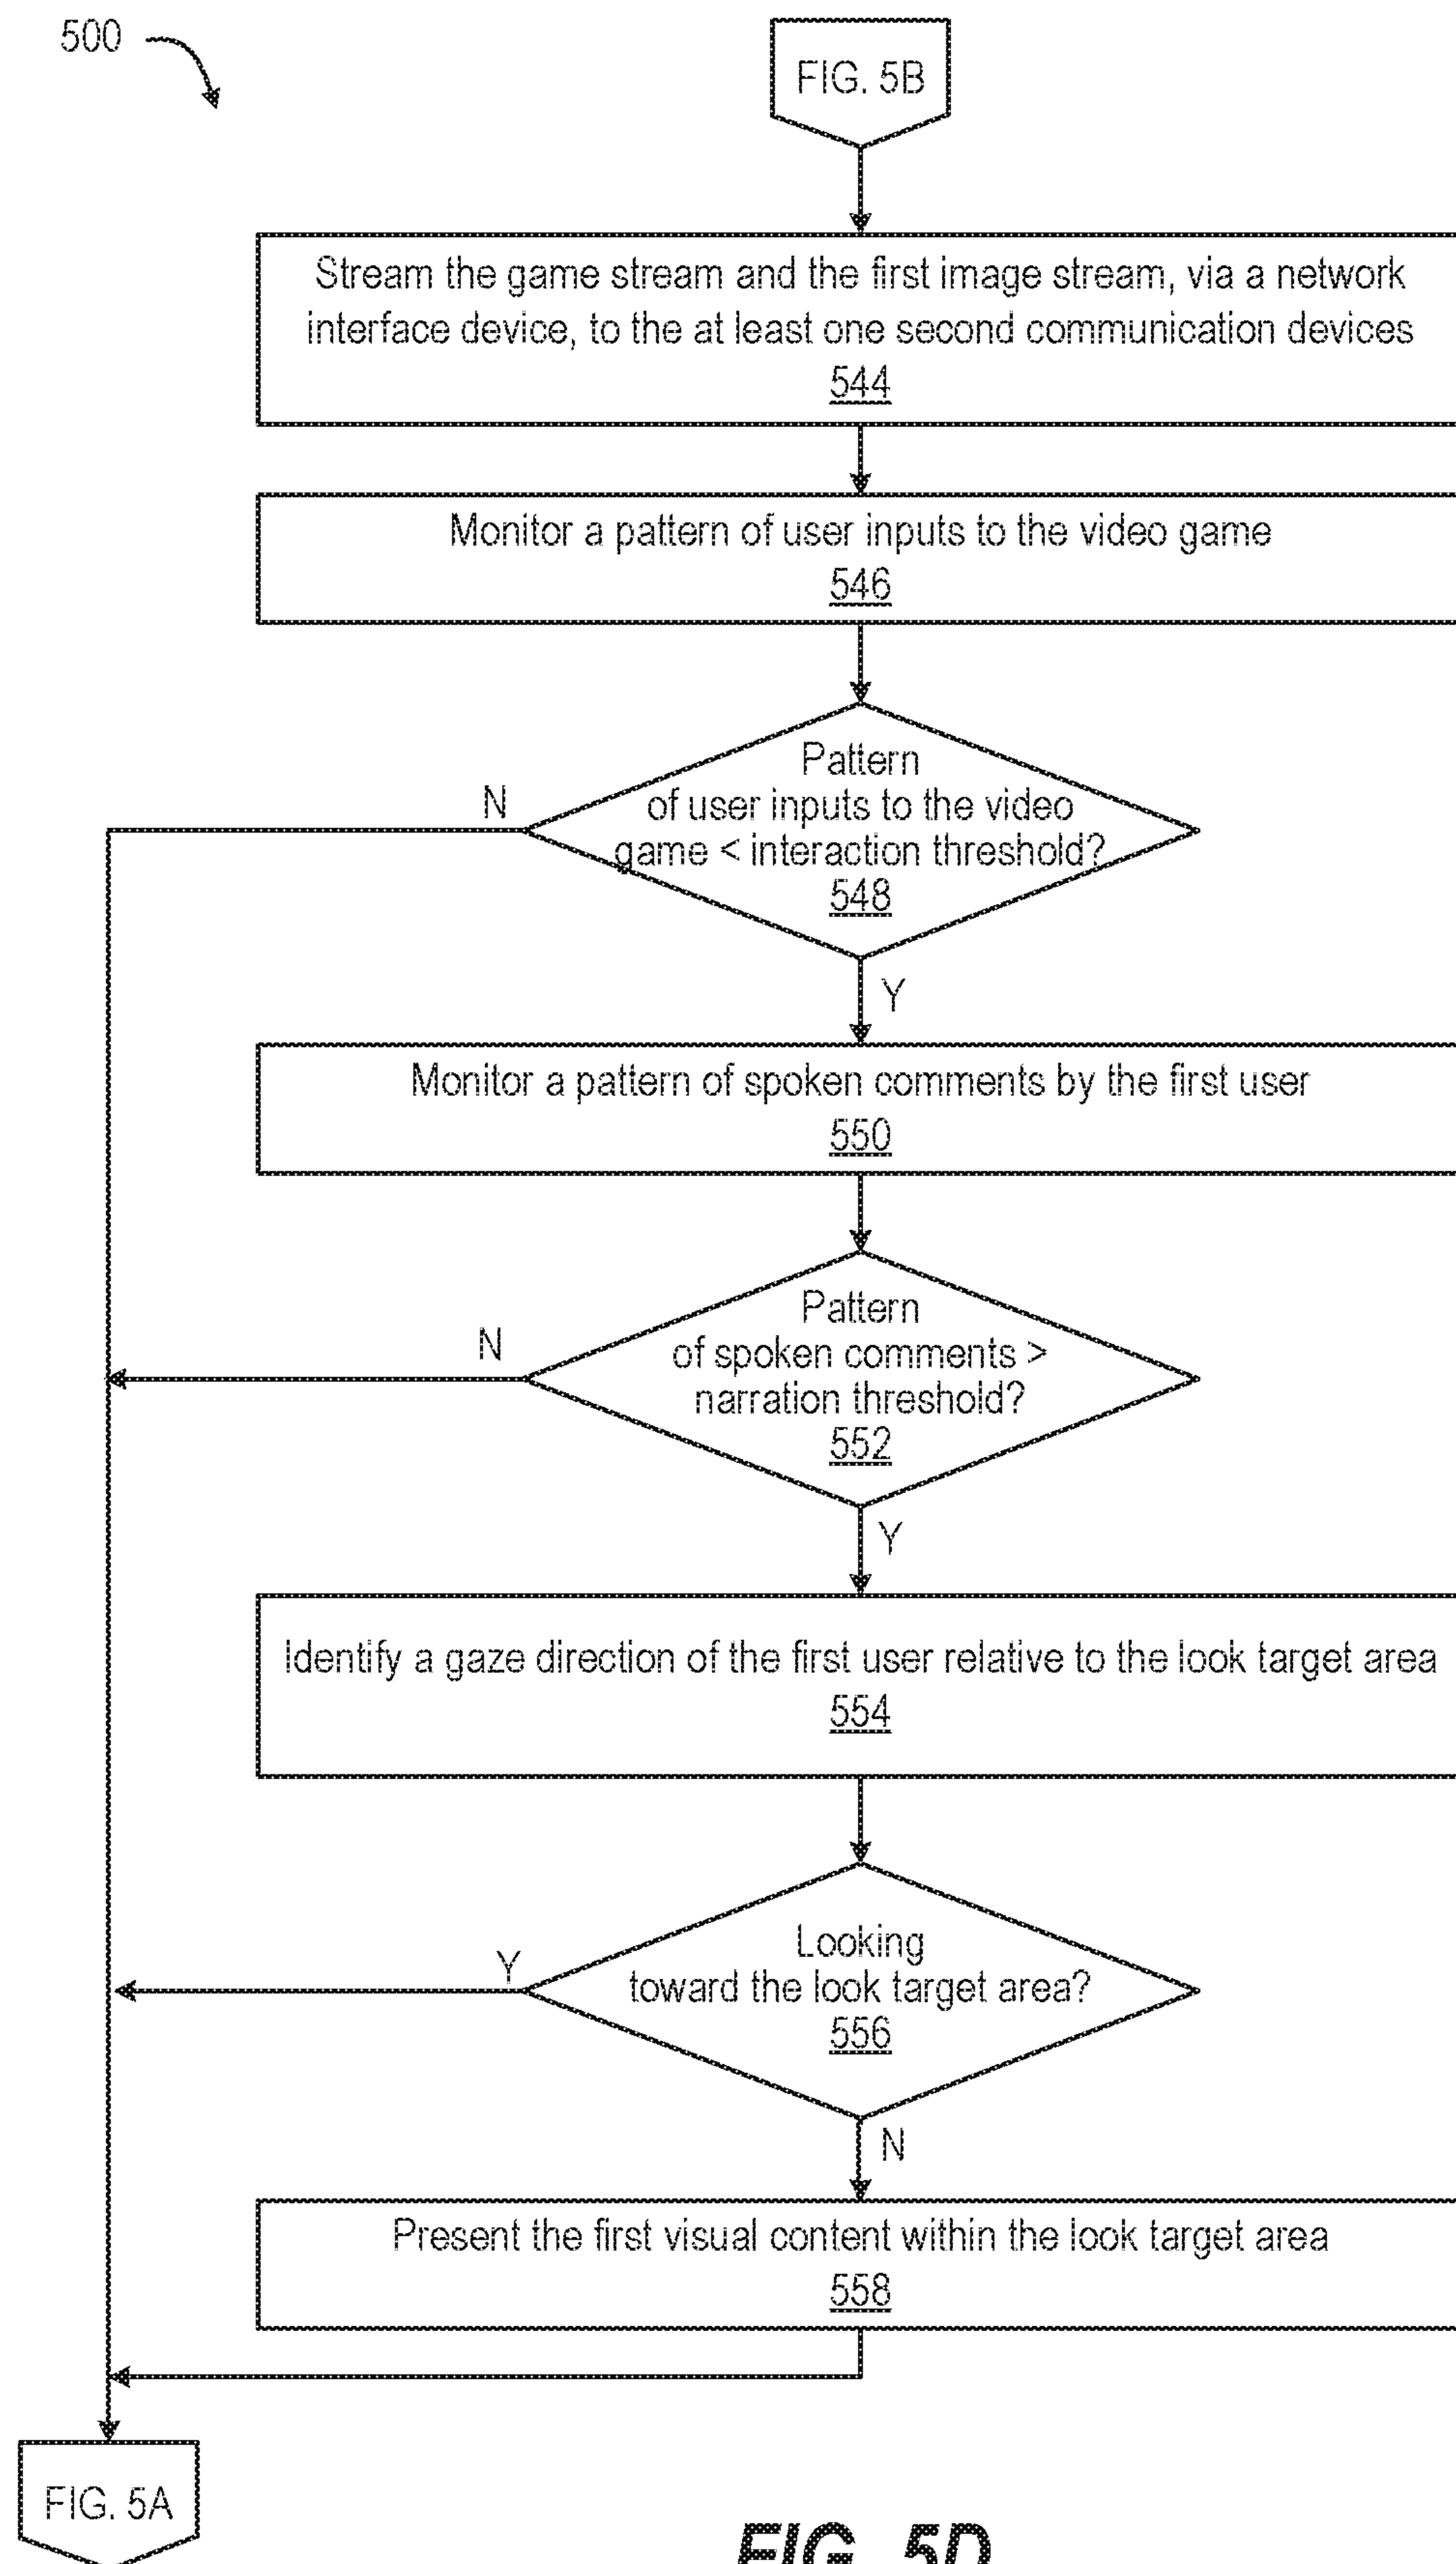 500
FIG. 5B
Stream the game stream and the first image stream, via a network
interface device, to the at least one second communication devices
544
Monitor a pattern of user inputs to the video game
546
Pattern
of user inputs to the video
game < interaction threshold?
548
N
Y
Monitor a pattern of spoken comments by the first user
550
Pattern
of spoken comments >
narration threshold?
552
N
Y
Identify a gaze direction of the first user relative to the look target area
554
Looking
toward the look target area?
556
Y
N
Present the first visual content within the look target area
558
FIG. 5A
FIG. 5D